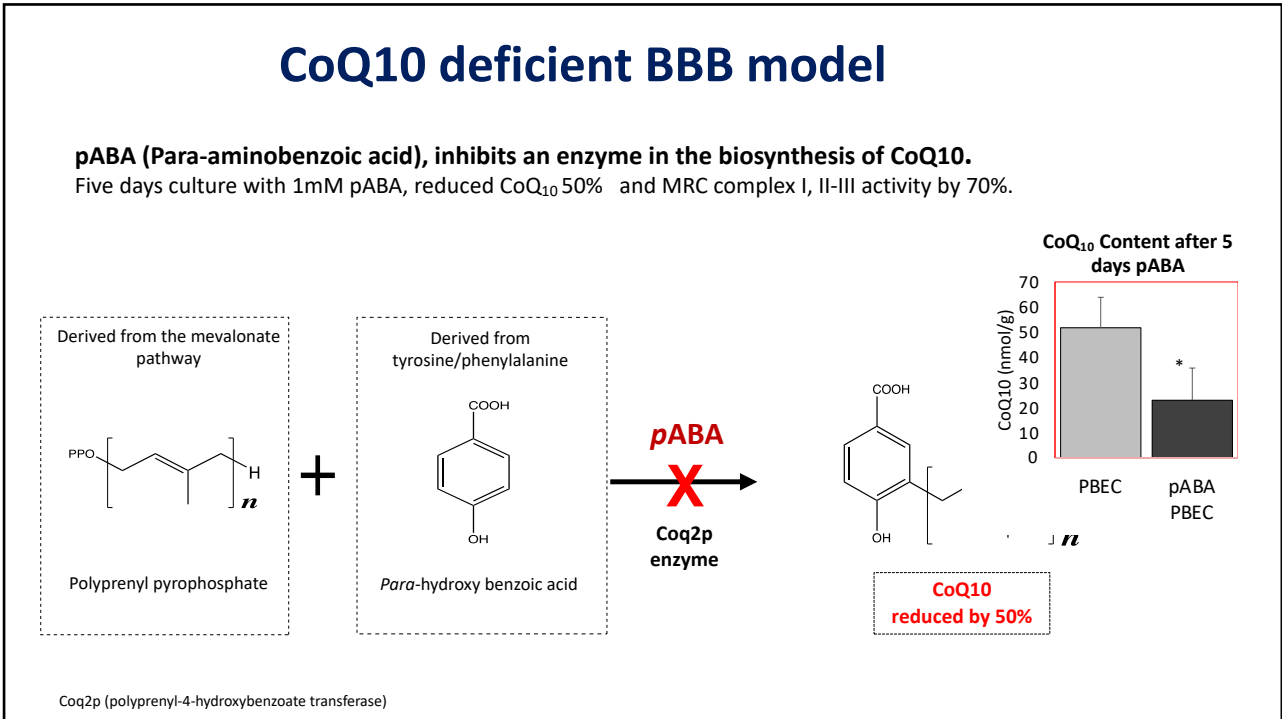 CoQ10 deficient BBB model
pABA (Para-aminobenzoic acid), inhibits an enzyme in the biosynthesis of CoQ10.
Five days culture with 1mM pABA, reduced CoQ₁₀ 50% and MRC complex I, II-III activity by 70%.
Derived from the mevalonate
pathway
PPO
H
n
Polyprenyl pyrophosphate
+
Derived from
tyrosine/phenylalanine
COOH
OH
Para-hydroxy benzoic acid
pABA
X
Coq2p
enzyme
COOH
OH
n
CoQ10
reduced by 50%
CoQ₁₀ Content after 5
days pABA
CoQ10 (nmol/g)
70
60
50
40
30
20
10
0
*
PBEC
pABA
PBEC
Coq2p (polyprenyl-4-hydroxybenzoate transferase)